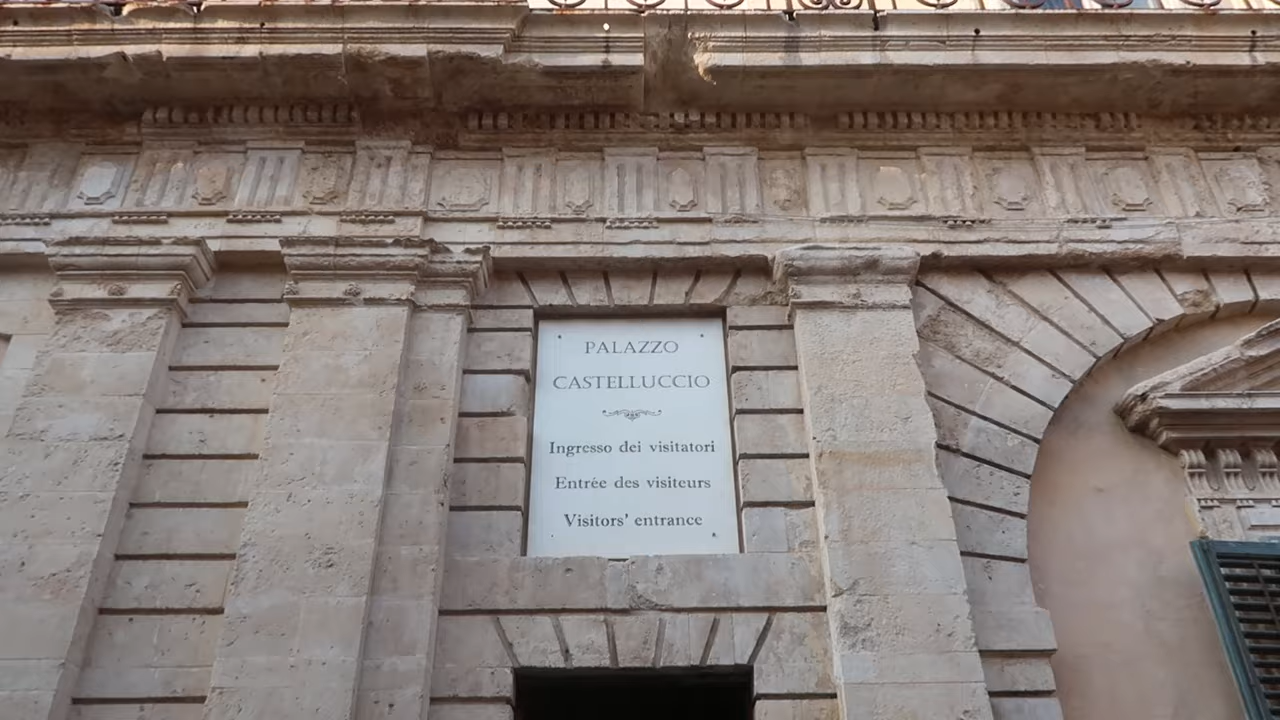 PALAZZO
CASTELLUCCIO
Ingresso dei visitatori
Entrée des visiteurs
Visitors' entrance